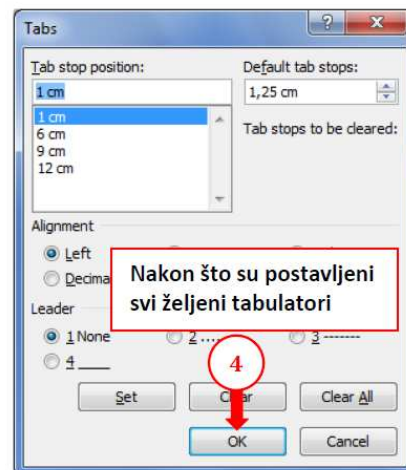 Tabs
Tab stop position:
Default tab stops:
1 cm
1,25 cm
1 cm
6 cm
9 cm
12 cm
Tab stops to be cleared:
Alignment
Left
Decima
Nakon što su postavljeni
svi željeni tabulatori
Leader
1 None
2 ....
3 -------
4 ____
4
Set
Clear All
OK
Cancel